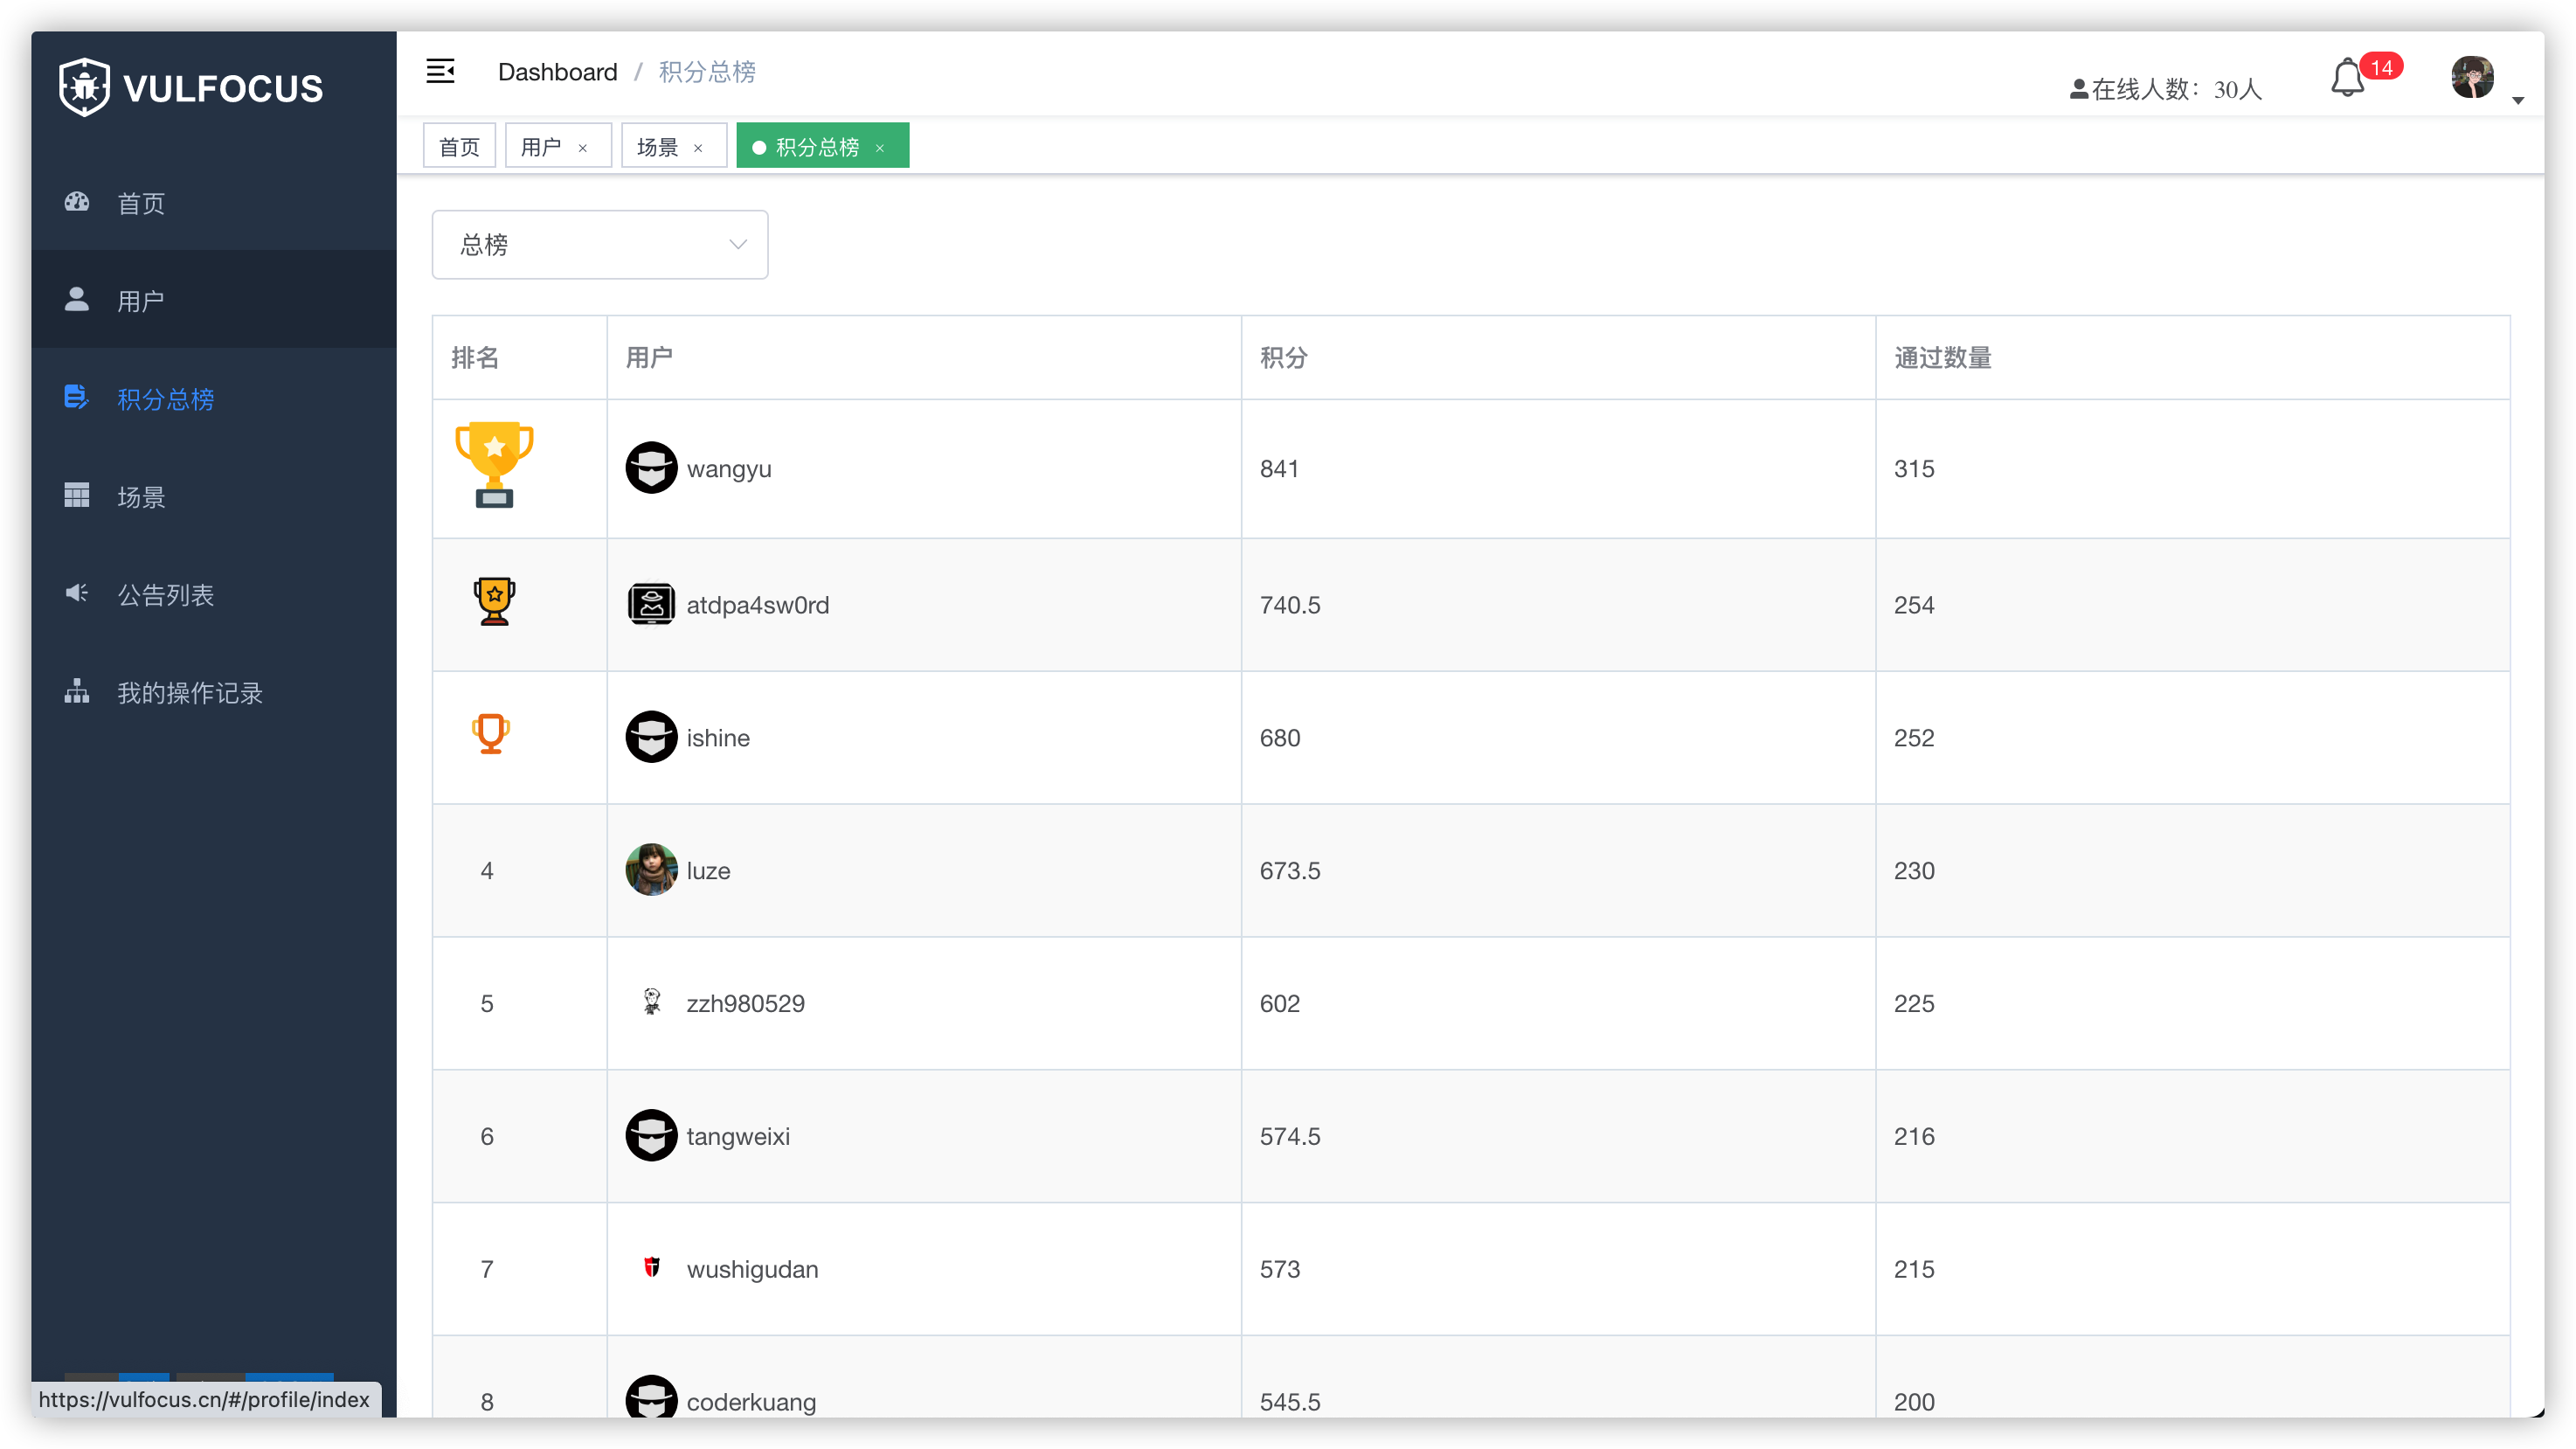 VULFOCUS
首页
用户
积分总榜
场景
公告列表
我的操作记录
https://vulfocus.cn/#/profile/index
Dashboard / 积分总榜
在线人数：30人
14
首页 用户 × 场景 × 积分总榜 ×
总榜
排名 用户 积分 通过数量
wangyu 841 315
atdpa4sw0rd 740.5 254
ishine 680 252
4 luze 673.5 230
5 zzh980529 602 225
6 tangweixi 574.5 216
7 wushigudan 573 215
8 coderkuang 545.5 200